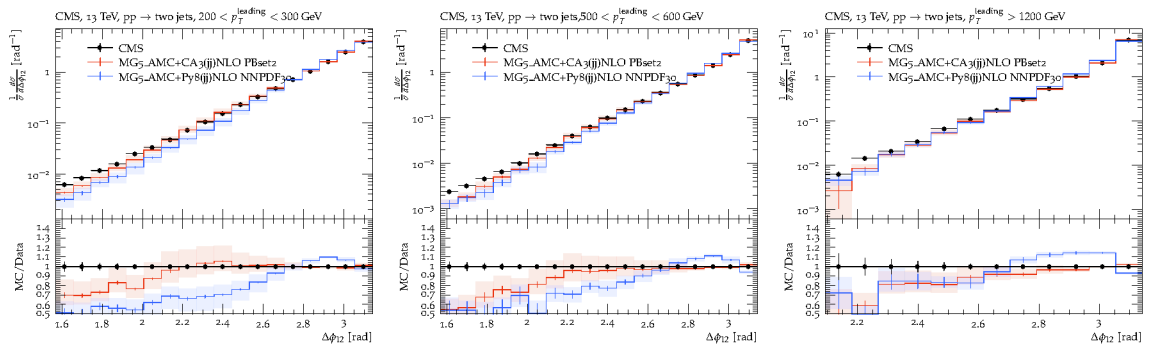 CMS, 13 TeV, pp → two jets, 200 < p_T^leading < 300 GeV
1/σ dσ/dΔϕ12 [rad⁻¹]
CMS
MG5_AMC+CA3(jj)NLO PBset2
MG5_AMC+Py8(jj)NLO NNPDF30
1
10⁻¹
10⁻²
MC/Data
1.4
1.3
1.2
1.1
1
0.9
0.8
0.7
0.6
0.5
1.6 1.8 2 2.2 2.4 2.6 2.8 3
Δϕ12 [rad]
CMS, 13 TeV, pp → two jets,500 < p_T^leading < 600 GeV
1/σ dσ/dΔϕ12 [rad⁻¹]
CMS
MG5_AMC+CA3(jj)NLO PBset2
MG5_AMC+Py8(jj)NLO NNPDF30
1
10⁻¹
10⁻²
10⁻³
MC/Data
1.4
1.3
1.2
1.1
1
0.9
0.8
0.7
0.6
0.5
1.6 1.8 2 2.2 2.4 2.6 2.8 3
Δϕ12 [rad]
CMS, 13 TeV, pp → two jets, p_T^leading > 1200 GeV
1/σ dσ/dΔϕ12 [rad⁻¹]
CMS
MG5_AMC+CA3(jj)NLO PBset2
MG5_AMC+Py8(jj)NLO NNPDF30
10¹
1
10⁻¹
10⁻²
10⁻³
MC/Data
1.4
1.3
1.2
1.1
1
0.9
0.8
0.7
0.6
0.5
2.2 2.4 2.6 2.8 3
Δϕ12 [rad]